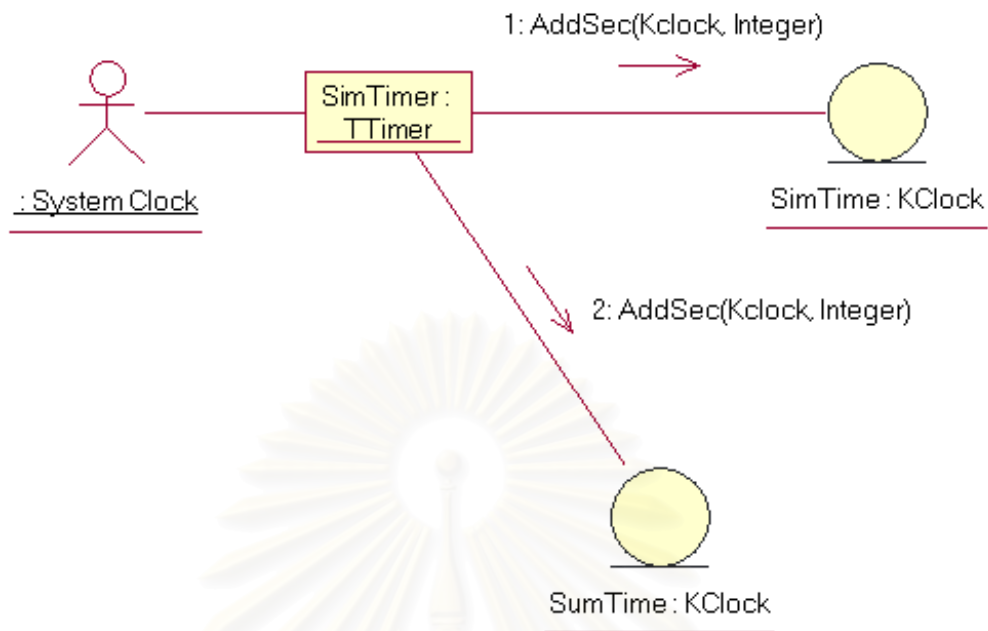 1: AddSec(Kclock, Integer)
SimTimer :
TTimer
: System Clock
SimTime : KClock
2: AddSec(Kclock, Integer)
SumTime : KClock